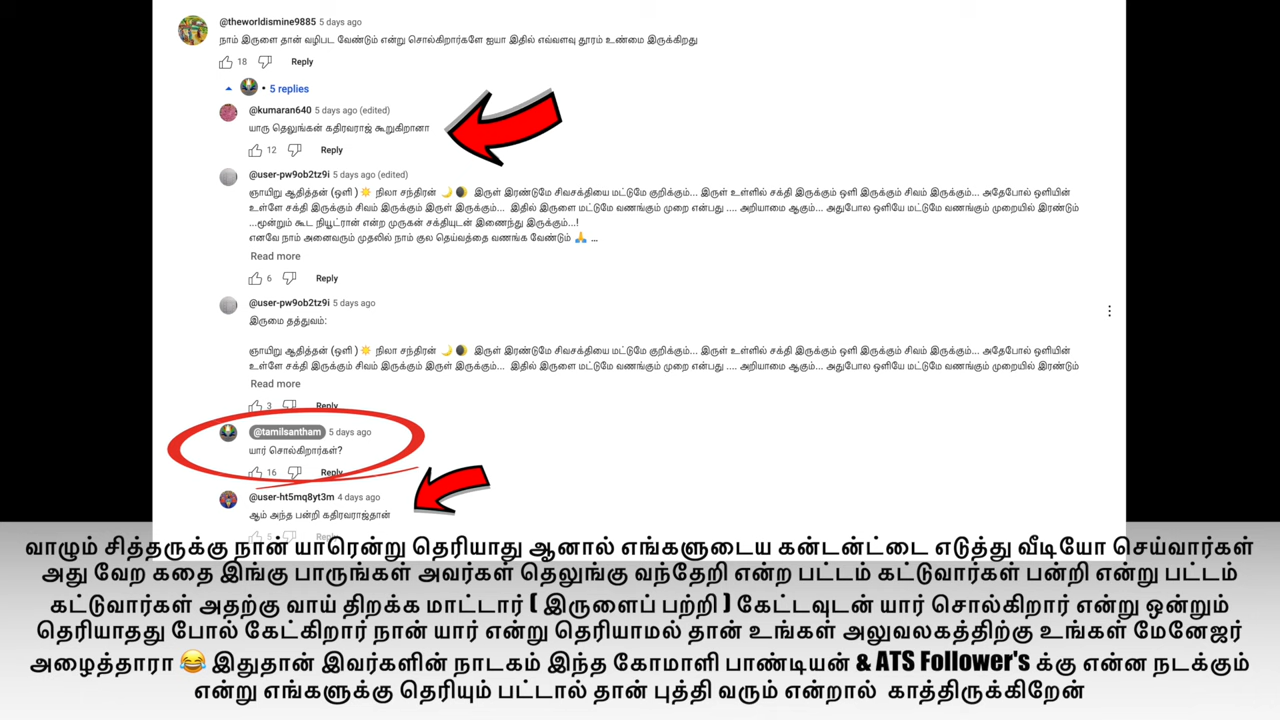 @theworldismine9885 5 days ago
நாம் இருளை தான் வழிபட வேண்டும் என்று சொல்கிறார்களே ஐயா இதில் எவ்வளவு தூரம் உண்மை இருக்கிறது
18 Reply
5 replies
@kumaran640 5 days ago (edited)
யாரு தெலுங்கன் கதிரவராஜ் கூறுகிறானா
12 Reply
@user-pw9ob2tz9i 5 days ago (edited)
ஞாயிறு ஆதித்தன் (ஒளி )☀️ நிலா சந்திரன் 🌙🌒 இருள் இரண்டுமே சிவசக்தியை மட்டுமே குறிக்கும்... இருள் உள்ளில் சக்தி இருக்கும் ஒளி இருக்கும் சிவம் இருக்கும்... அதேபோல் ஒளியின்
உள்ளே சக்தி இருக்கும் சிவம் இருக்கும் இருள் இருக்கும்... இதில் இருளை மட்டுமே வணங்கும் முறை என்பது .... அறியாமை ஆகும்... அதுபோல ஒளியே மட்டுமே வணங்கும் முறையில் இரண்டும்
...மூன்றும் கூட நியூட்ரான் என்ற முருகன் சக்தியுடன் இணைந்து இருக்கும்...!
எனவே நாம் அனைவரும் முதலில் நாம் குல தெய்வத்தை வணங்க வேண்டும் 🙏 ...
Read more
6 Reply
@user-pw9ob2tz9i 5 days ago
இருமை தத்துவம்:
ஞாயிறு ஆதித்தன் (ஒளி )☀️ நிலா சந்திரன் 🌙🌒 இருள் இரண்டுமே சிவசக்தியை மட்டுமே குறிக்கும்... இருள் உள்ளில் சக்தி இருக்கும் ஒளி இருக்கும் சிவம் இருக்கும்... அதேபோல் ஒளியின்
உள்ளே சக்தி இருக்கும் சிவம் இருக்கும் இருள் இருக்கும்... இதில் இருளை மட்டுமே வணங்கும் முறை என்பது .... அறியாமை ஆகும்... அதுபோல ஒளியே மட்டுமே வணங்கும் முறையில் இரண்டும்
Read more
3 Reply
@tamilsantham 5 days ago
யார் சொல்கிறார்கள்?
16 Reply
@user-ht5mq8yt3m 4 days ago
ஆம் அந்த பன்றி கதிரவராஜ்தான்
5 Reply
வாழும் சித்தருக்கு நான் யாரென்று தெரியாது ஆனால் எங்களுடைய கன்டன்ட்டை எடுத்து வீடியோ செய்வார்கள்
அது வேற கதை இங்கு பாருங்கள் அவர்கள் தெலுங்கு வந்தேறி என்ற பட்டம் கட்டுவார்கள் பன்றி என்று பட்டம்
கட்டுவார்கள் அதற்கு வாய் திறக்க மாட்டார் ( இருளைப் பற்றி ) கேட்டவுடன் யார் சொல்கிறார் என்று ஒன்றும்
தெரியாதது போல் கேட்கிறார் நான் யார் என்று தெரியாமல் தான் உங்கள் அலுவலகத்திற்கு உங்கள் மேனேஜர்
அழைத்தாரா 😂 இதுதான் இவர்களின் நாடகம் இந்த கோமாளி பாண்டியன் & ATS Follower's க்கு என்ன நடக்கும்
என்று எங்களுக்கு தெரியும் பட்டால் தான் புத்தி வரும் என்றால் காத்திருக்கிறேன்